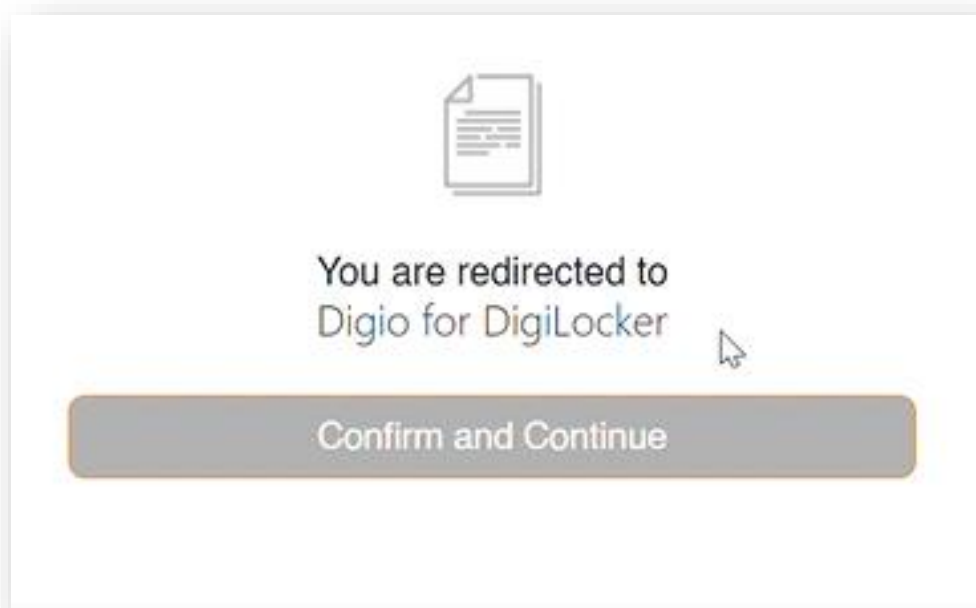 You are redirected to
Digio for DigiLocker
Confirm and Continue